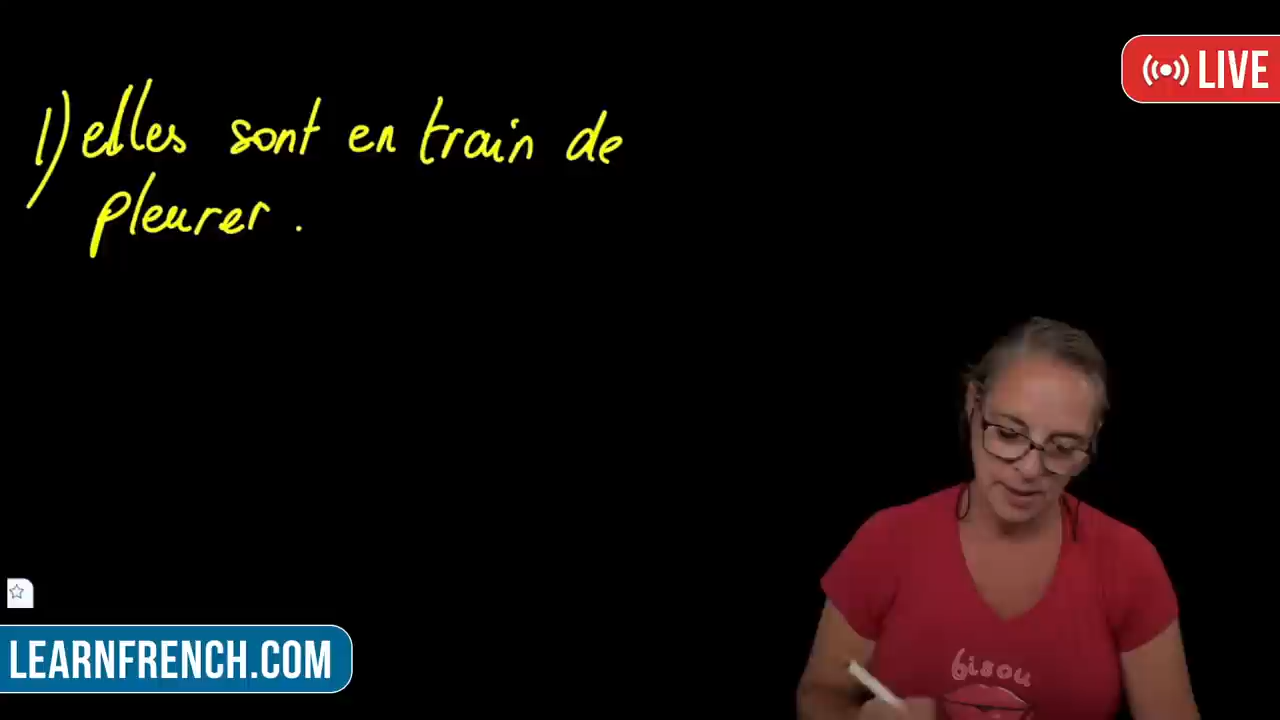 LIVE
1) elles sont en train de
pleurer.
LEARNFRENCH.COM
bisou